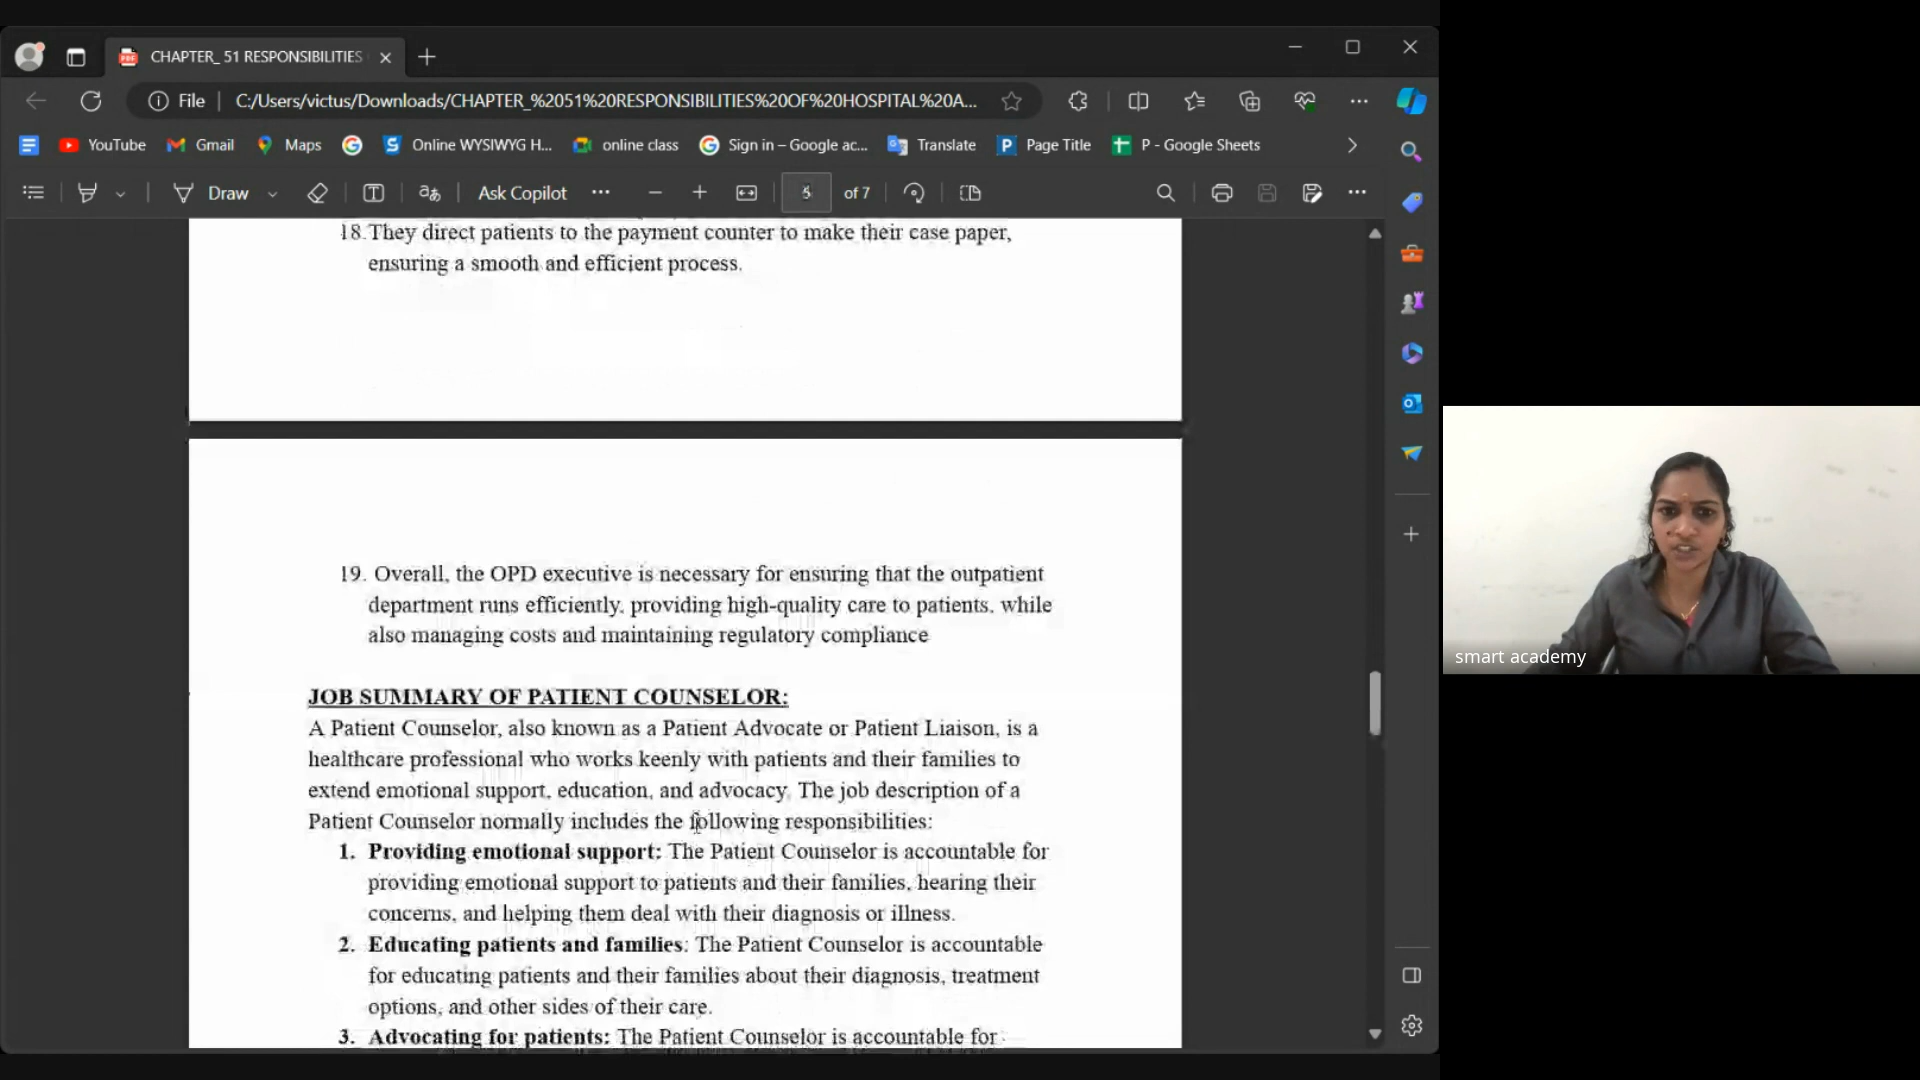 CHAPTER_ 51 RESPONSIBILITIES
File
C:/Users/victus/Downloads/CHAPTER_%2051%20RESPONSIBILITIES%20OF%20HOSPITAL%20A...
YouTube Gmail Maps Online WYSIWYG H... online class Sign in – Google ac... Translate Page Title P - Google Sheets
Draw Ask Copilot of 7
18.They direct patients to the payment counter to make their case paper,
ensuring a smooth and efficient process.
19. Overall, the OPD executive is necessary for ensuring that the outpatient
department runs efficiently, providing high-quality care to patients, while
also managing costs and maintaining regulatory compliance
JOB SUMMARY OF PATIENT COUNSELOR:
A Patient Counselor, also known as a Patient Advocate or Patient Liaison, is a
healthcare professional who works keenly with patients and their families to
extend emotional support, education, and advocacy. The job description of a
Patient Counselor normally includes the following responsibilities:
1. Providing emotional support: The Patient Counselor is accountable for
providing emotional support to patients and their families, hearing their
concerns, and helping them deal with their diagnosis or illness.
2. Educating patients and families: The Patient Counselor is accountable
for educating patients and their families about their diagnosis, treatment
options, and other sides of their care.
3. Advocating for patients: The Patient Counselor is accountable for
smart academy